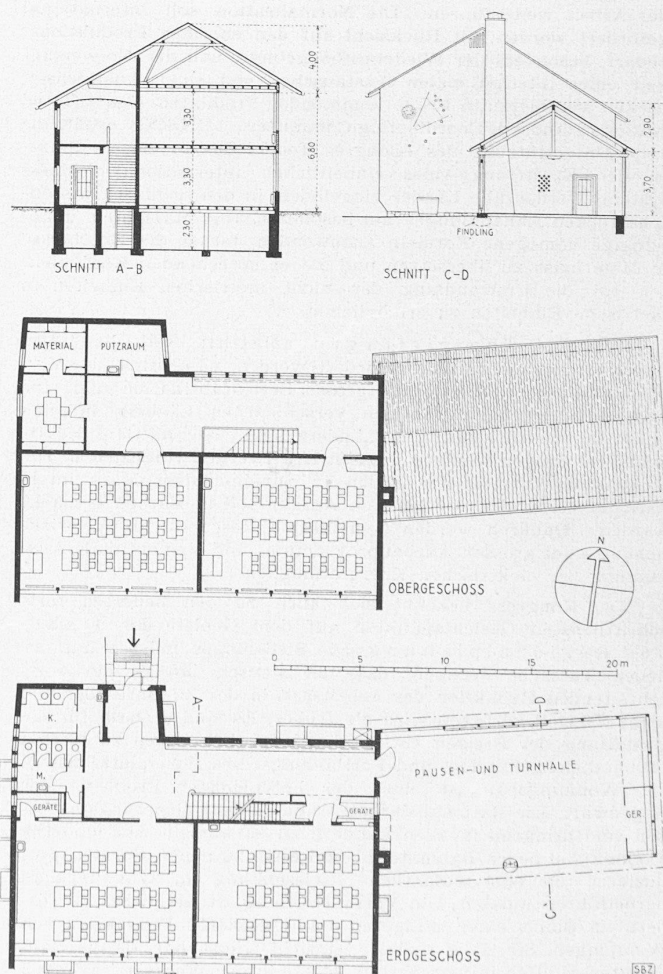 4,00
3,30
6,80
3,30
2,30
SCHNITT A-B
2,90
3,70
FINDLING
SCHNITT C-D
MATERIAL
PUTZRAUM
OBERGESCHOSS
N
0 5 10 15 20 m
K.
M.
GERÄTE
A
GERÄTE
D
PAUSEN- UND TURNHALLE
GER.
C
ERDGESCHOSS
SBZ